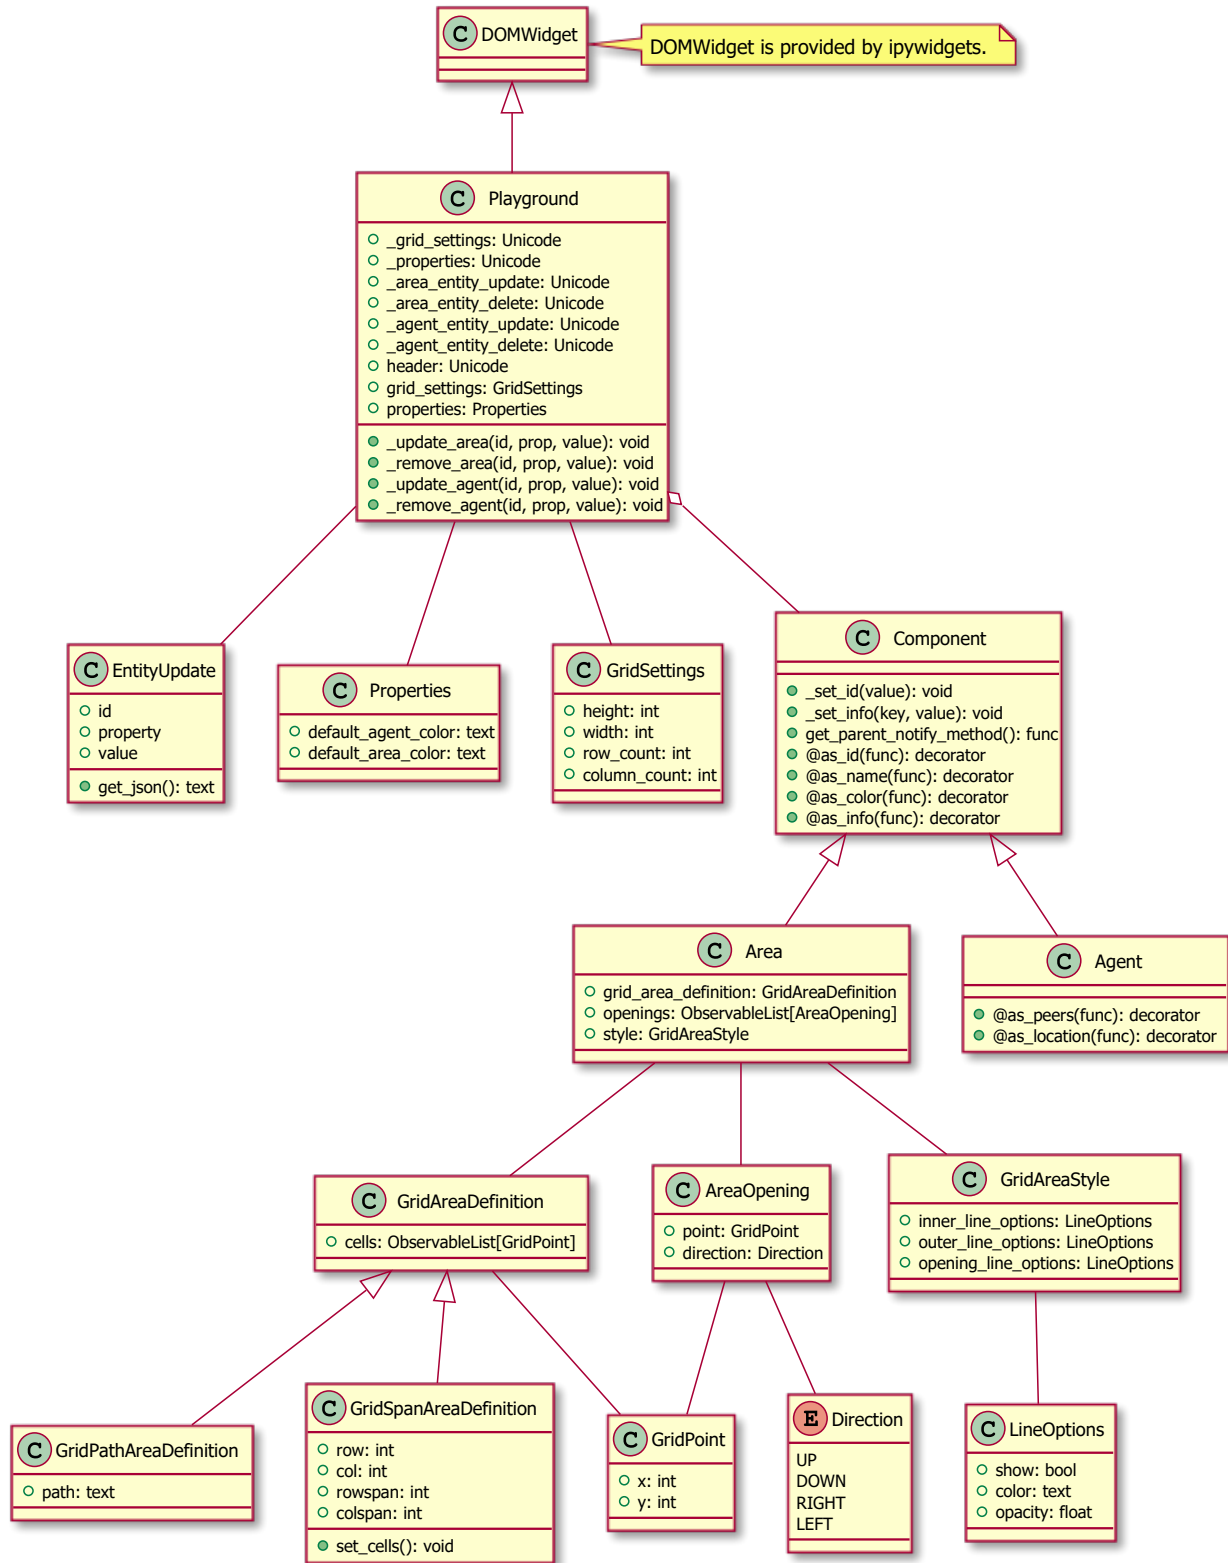 C DOMWidget
DOMWidget is provided by ipywidgets.
C Playground
_grid_settings: Unicode
_properties: Unicode
_area_entity_update: Unicode
_area_entity_delete: Unicode
_agent_entity_update: Unicode
_agent_entity_delete: Unicode
header: Unicode
grid_settings: GridSettings
properties: Properties
_update_area(id, prop, value): void
_remove_area(id, prop, value): void
_update_agent(id, prop, value): void
_remove_agent(id, prop, value): void
C EntityUpdate
id
property
value
get_json(): text
C Properties
default_agent_color: text
default_area_color: text
C GridSettings
height: int
width: int
row_count: int
column_count: int
C Component
_set_id(value): void
_set_info(key, value): void
get_parent_notify_method(): func
@as_id(func): decorator
@as_name(func): decorator
@as_color(func): decorator
@as_info(func): decorator
C Area
grid_area_definition: GridAreaDefinition
openings: ObservableList[AreaOpening]
style: GridAreaStyle
C Agent
@as_peers(func): decorator
@as_location(func): decorator
C GridAreaDefinition
cells: ObservableList[GridPoint]
C AreaOpening
point: GridPoint
direction: Direction
C GridAreaStyle
inner_line_options: LineOptions
outer_line_options: LineOptions
opening_line_options: LineOptions
C GridPathAreaDefinition
path: text
C GridSpanAreaDefinition
row: int
col: int
rowspan: int
colspan: int
set_cells(): void
C GridPoint
x: int
y: int
E Direction
UP
DOWN
RIGHT
LEFT
C LineOptions
show: bool
color: text
opacity: float